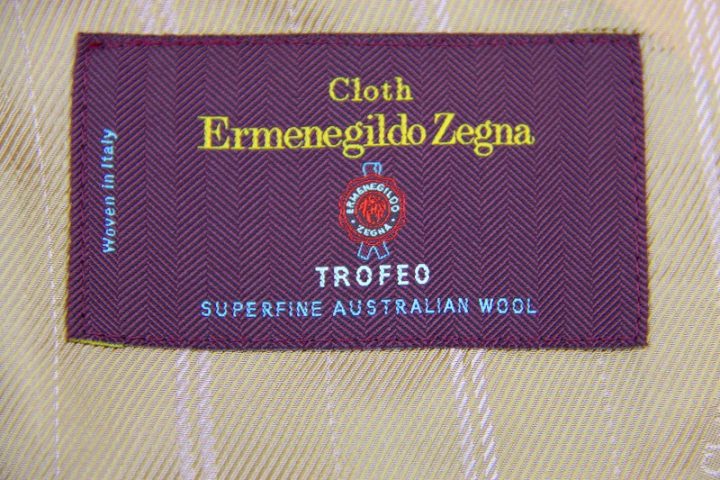 Cloth
Ermenegildo Zegna
Woven in Italy
ERMENEGILDO
ZEGNA
TROFEO
SUPERFINE AUSTRALIAN WOOL